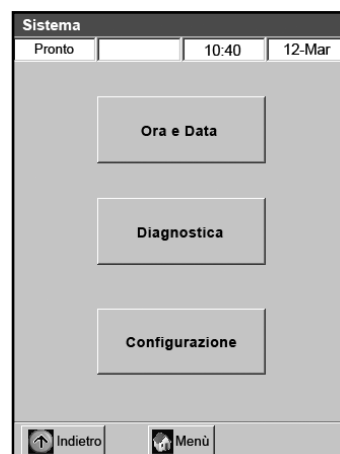 Sistema
Pronto 10:40 12-Mar
Ora e Data
Diagnostica
Configurazione
Indietro Menù